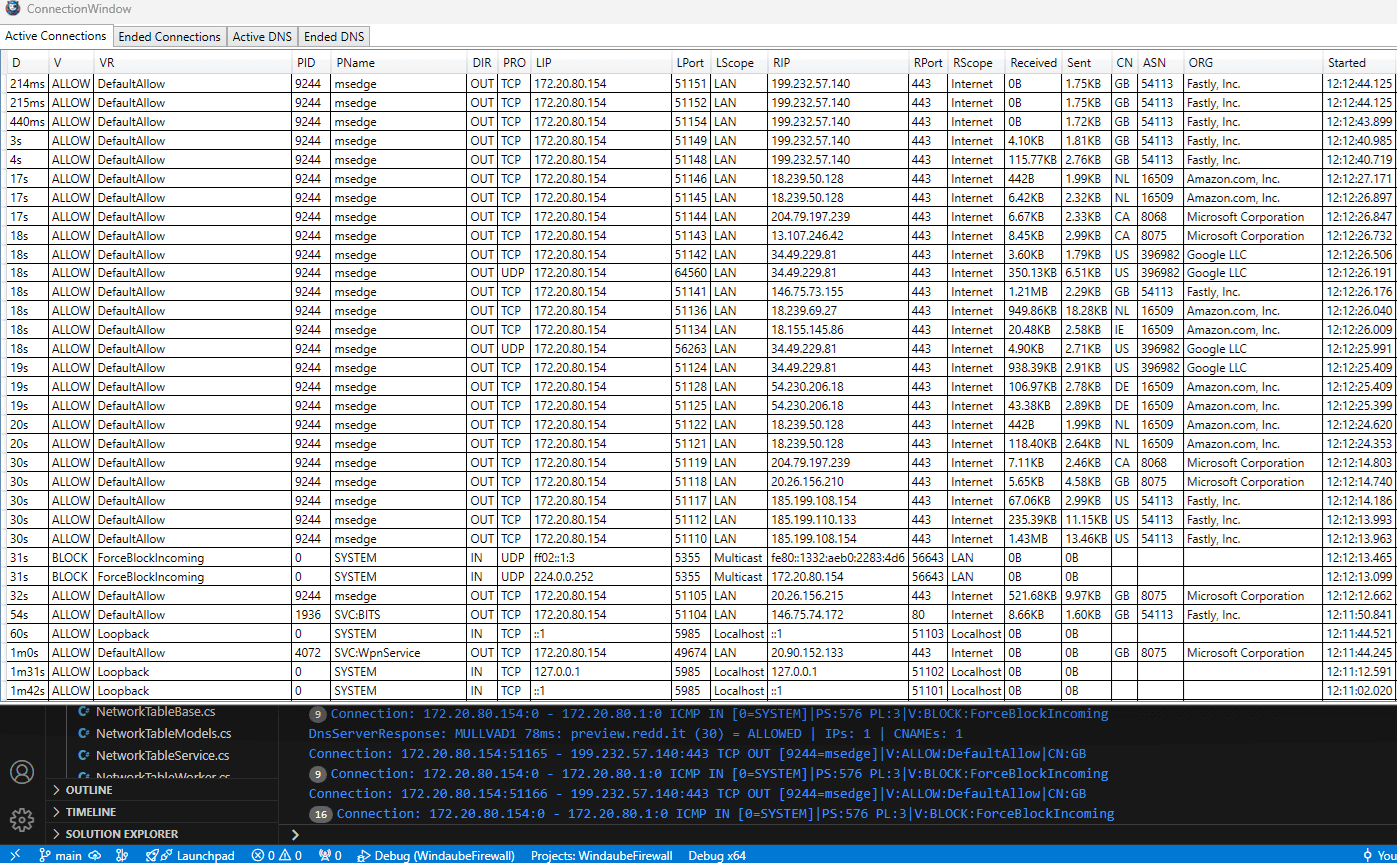 ConnectionWindow
Active Connections Ended Connections Active DNS Ended DNS
D V VR PID PName DIR PRO LIP LPort LScope RIP RPort RScope Received Sent CN ASN ORG Started
214ms ALLOW DefaultAllow 9244 msedge OUT TCP 172.20.80.154 51151 LAN 199.232.57.140 443 Internet 0B 1.75KB GB 54113 Fastly, Inc. 12:12:44.125
215ms ALLOW DefaultAllow 9244 msedge OUT TCP 172.20.80.154 51152 LAN 199.232.57.140 443 Internet 0B 1.75KB GB 54113 Fastly, Inc. 12:12:44.125
440ms ALLOW DefaultAllow 9244 msedge OUT TCP 172.20.80.154 51154 LAN 199.232.57.140 443 Internet 0B 1.72KB GB 54113 Fastly, Inc. 12:12:43.899
3s ALLOW DefaultAllow 9244 msedge OUT TCP 172.20.80.154 51149 LAN 199.232.57.140 443 Internet 4.10KB 1.81KB GB 54113 Fastly, Inc. 12:12:40.985
4s ALLOW DefaultAllow 9244 msedge OUT TCP 172.20.80.154 51148 LAN 199.232.57.140 443 Internet 115.77KB 2.76KB GB 54113 Fastly, Inc. 12:12:40.719
17s ALLOW DefaultAllow 9244 msedge OUT TCP 172.20.80.154 51146 LAN 18.239.50.128 443 Internet 442B 1.99KB NL 16509 Amazon.com, Inc. 12:12:27.171
17s ALLOW DefaultAllow 9244 msedge OUT TCP 172.20.80.154 51145 LAN 18.239.50.128 443 Internet 6.42KB 2.32KB NL 16509 Amazon.com, Inc. 12:12:26.897
17s ALLOW DefaultAllow 9244 msedge OUT TCP 172.20.80.154 51144 LAN 204.79.197.239 443 Internet 6.67KB 2.33KB CA 8068 Microsoft Corporation 12:12:26.847
18s ALLOW DefaultAllow 9244 msedge OUT TCP 172.20.80.154 51143 LAN 13.107.246.42 443 Internet 8.45KB 2.99KB CA 8075 Microsoft Corporation 12:12:26.732
18s ALLOW DefaultAllow 9244 msedge OUT TCP 172.20.80.154 51142 LAN 34.49.229.81 443 Internet 3.60KB 1.79KB US 396982 Google LLC 12:12:26.506
18s ALLOW DefaultAllow 9244 msedge OUT UDP 172.20.80.154 64560 LAN 34.49.229.81 443 Internet 350.13KB 6.51KB US 396982 Google LLC 12:12:26.191
18s ALLOW DefaultAllow 9244 msedge OUT TCP 172.20.80.154 51141 LAN 146.75.73.155 443 Internet 1.21MB 2.29KB GB 54113 Fastly, Inc. 12:12:26.176
18s ALLOW DefaultAllow 9244 msedge OUT TCP 172.20.80.154 51136 LAN 18.239.69.27 443 Internet 949.86KB 18.28KB NL 16509 Amazon.com, Inc. 12:12:26.040
18s ALLOW DefaultAllow 9244 msedge OUT TCP 172.20.80.154 51134 LAN 18.155.145.86 443 Internet 20.48KB 2.58KB IE 16509 Amazon.com, Inc. 12:12:26.009
18s ALLOW DefaultAllow 9244 msedge OUT UDP 172.20.80.154 56263 LAN 34.49.229.81 443 Internet 4.90KB 2.71KB US 396982 Google LLC 12:12:25.991
19s ALLOW DefaultAllow 9244 msedge OUT TCP 172.20.80.154 51124 LAN 34.49.229.81 443 Internet 938.39KB 2.91KB US 396982 Google LLC 12:12:25.409
19s ALLOW DefaultAllow 9244 msedge OUT TCP 172.20.80.154 51128 LAN 54.230.206.18 443 Internet 106.97KB 2.78KB DE 16509 Amazon.com, Inc. 12:12:25.409
19s ALLOW DefaultAllow 9244 msedge OUT TCP 172.20.80.154 51125 LAN 54.230.206.18 443 Internet 43.38KB 2.89KB DE 16509 Amazon.com, Inc. 12:12:25.399
20s ALLOW DefaultAllow 9244 msedge OUT TCP 172.20.80.154 51122 LAN 18.239.50.128 443 Internet 442B 1.99KB NL 16509 Amazon.com, Inc. 12:12:24.620
20s ALLOW DefaultAllow 9244 msedge OUT TCP 172.20.80.154 51121 LAN 18.239.50.128 443 Internet 118.40KB 2.64KB NL 16509 Amazon.com, Inc. 12:12:24.353
30s ALLOW DefaultAllow 9244 msedge OUT TCP 172.20.80.154 51119 LAN 204.79.197.239 443 Internet 7.11KB 2.46KB CA 8068 Microsoft Corporation 12:12:14.803
30s ALLOW DefaultAllow 9244 msedge OUT TCP 172.20.80.154 51118 LAN 20.26.156.210 443 Internet 5.65KB 4.58KB GB 8075 Microsoft Corporation 12:12:14.740
30s ALLOW DefaultAllow 9244 msedge OUT TCP 172.20.80.154 51117 LAN 185.199.108.154 443 Internet 67.06KB 2.99KB US 54113 Fastly, Inc. 12:12:14.186
30s ALLOW DefaultAllow 9244 msedge OUT TCP 172.20.80.154 51112 LAN 185.199.110.133 443 Internet 235.39KB 11.15KB US 54113 Fastly, Inc. 12:12:13.993
30s ALLOW DefaultAllow 9244 msedge OUT TCP 172.20.80.154 51110 LAN 185.199.108.154 443 Internet 1.43MB 13.46KB US 54113 Fastly, Inc. 12:12:13.963
31s BLOCK ForceBlockIncoming 0 SYSTEM IN UDP ff02::1:3 5355 Multicast fe80::1332:aeb0:2283:4d6 56643 LAN 0B 0B 12:12:13.465
31s BLOCK ForceBlockIncoming 0 SYSTEM IN UDP 224.0.0.252 5355 Multicast 172.20.80.154 56643 LAN 0B 0B 12:12:13.099
32s ALLOW DefaultAllow 9244 msedge OUT TCP 172.20.80.154 51105 LAN 20.26.156.215 443 Internet 521.68KB 9.97KB GB 8075 Microsoft Corporation 12:12:12.662
54s ALLOW DefaultAllow 1936 SVC:BITS OUT TCP 172.20.80.154 51104 LAN 146.75.74.172 80 Internet 8.66KB 1.60KB GB 54113 Fastly, Inc. 12:11:50.841
60s ALLOW Loopback 0 SYSTEM IN TCP ::1 5985 Localhost ::1 51103 Localhost 0B 0B 12:11:44.521
1m0s ALLOW DefaultAllow 4072 SVC:WpnService OUT TCP 172.20.80.154 49674 LAN 20.90.152.133 443 Internet 0B 0B GB 8075 Microsoft Corporation 12:11:44.245
1m31s ALLOW Loopback 0 SYSTEM IN TCP 127.0.0.1 5985 Localhost 127.0.0.1 51102 Localhost 0B 0B 12:11:12.591
1m42s ALLOW Loopback 0 SYSTEM IN TCP ::1 5985 Localhost ::1 51101 Localhost 0B 0B 12:11:02.020
NetworkTableBase.cs
NetworkTableModels.cs
NetworkTableService.cs
NetworkTableWorker.cs
OUTLINE
TIMELINE
SOLUTION EXPLORER
9 Connection: 172.20.80.154:0 - 172.20.80.1:0 ICMP IN [0=SYSTEM]|PS:576 PL:3|V:BLOCK:ForceBlockIncoming
DnsServerResponse: MULLVAD1 78ms: preview.redd.it (30) = ALLOWED | IPs: 1 | CNAMEs: 1
Connection: 172.20.80.154:51165 - 199.232.57.140:443 TCP OUT [9244=msedge]|V:ALLOW:DefaultAllow|CN:GB
9 Connection: 172.20.80.154:0 - 172.20.80.1:0 ICMP IN [0=SYSTEM]|PS:576 PL:3|V:BLOCK:ForceBlockIncoming
Connection: 172.20.80.154:51166 - 199.232.57.140:443 TCP OUT [9244=msedge]|V:ALLOW:DefaultAllow|CN:GB
16 Connection: 172.20.80.154:0 - 172.20.80.1:0 ICMP IN [0=SYSTEM]|PS:576 PL:3|V:BLOCK:ForceBlockIncoming
main Launchpad 0 0 0 Debug (WindaubeFirewall) Projects: WindaubeFirewall Debug x64 You